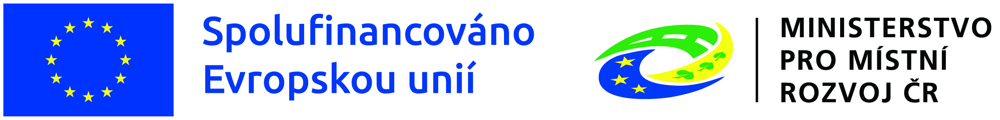 Spolufinancováno
Evropskou unií
MINISTERSTVO
PRO MÍSTNÍ
ROZVOJ ČR